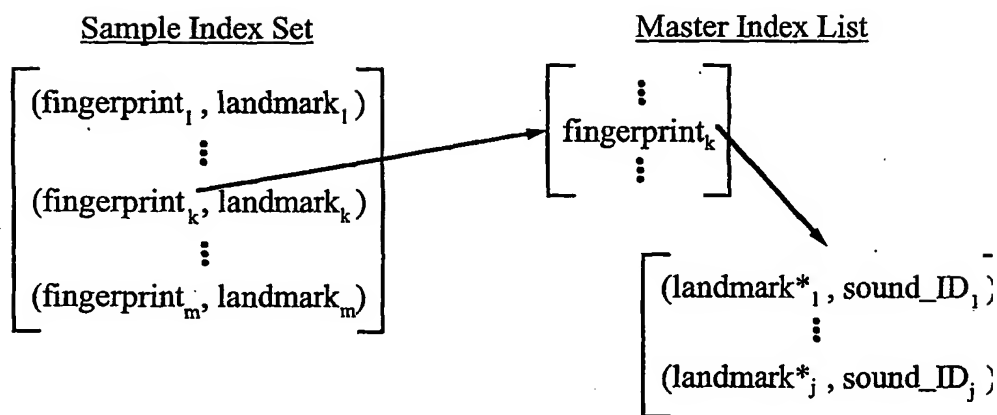 Sample Index Set
(fingerprint₁, landmark₁)
(fingerprintₖ, landmarkₖ)
(fingerprintₘ, landmarkₘ)
Master Index List
fingerprintₖ
(landmark*₁, sound_ID₁)
(landmark*ⱼ, sound_IDⱼ)